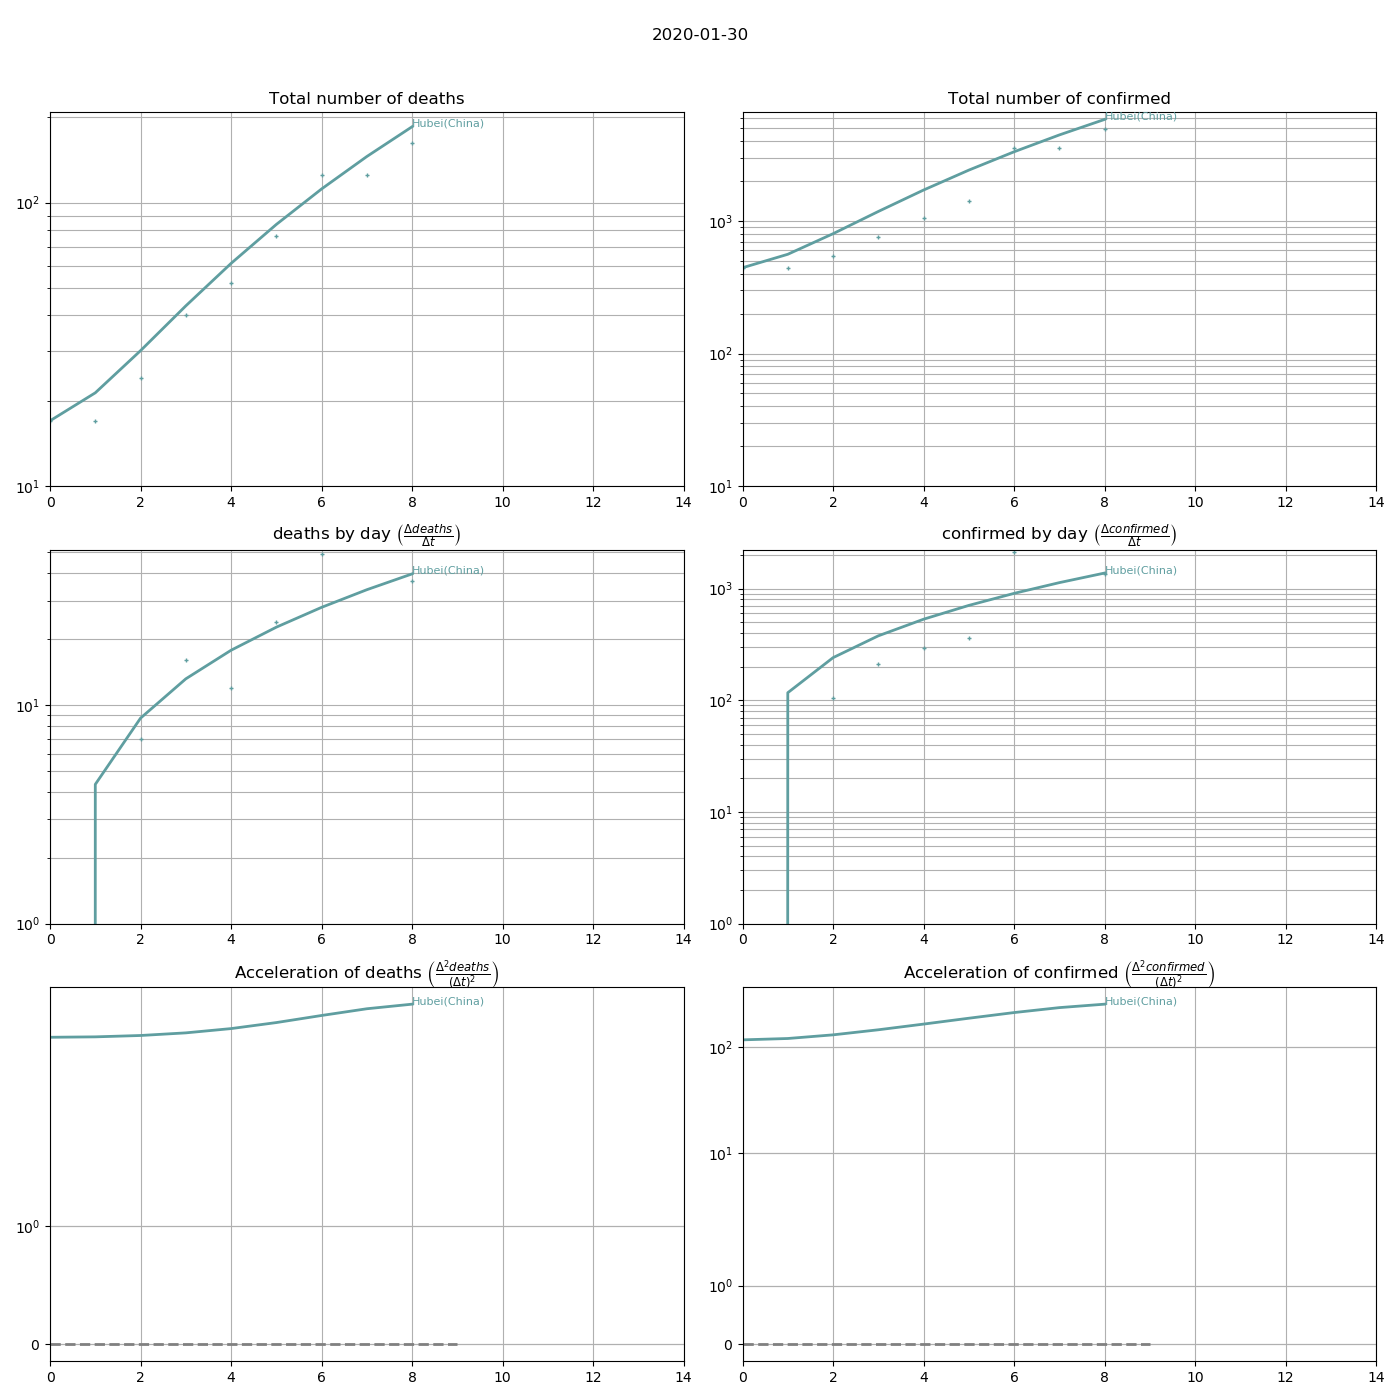 2020-01-30
Total number of deaths
Hubei(China)
10²
10¹
0 2 4 6 8 10 12 14
Total number of confirmed
Hubei(China)
10³
10²
10¹
0 2 4 6 8 10 12 14
deaths by day (Δdeaths/Δt)
Hubei(China)
10¹
10⁰
0 2 4 6 8 10 12 14
confirmed by day (Δconfirmed/Δt)
Hubei(China)
10³
10²
10¹
10⁰
0 2 4 6 8 10 12 14
Acceleration of deaths (Δ²deaths/(Δt)²)
Hubei(China)
10⁰
0
0 2 4 6 8 10 12 14
Acceleration of confirmed (Δ²confirmed/(Δt)²)
Hubei(China)
10²
10¹
10⁰
0
0 2 4 6 8 10 12 14